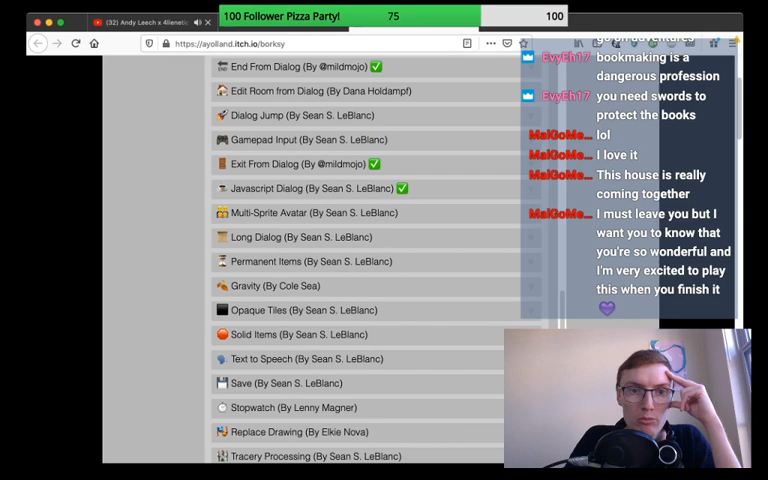 100 Follower Pizza Party!
75
100
(32) Andy Leech x 4lienetic
https://ayolland.itch.io/borksy
End From Dialog (By @mildmojo)
Edit Room from Dialog (By Dana Holdampf)
Dialog Jump (By Sean S. LeBlanc)
Gamepad Input (By Sean S. LeBlanc)
Exit From Dialog (By @mildmojo)
Javascript Dialog (By Sean S. LeBlanc)
Multi-Sprite Avatar (By Sean S. LeBlanc)
Long Dialog (By Sean S. LeBlanc)
Permanent Items (By Sean S. LeBlanc)
Gravity (By Cole Sea)
Opaque Tiles (By Sean S. LeBlanc)
Solid Items (By Sean S. LeBlanc)
Text to Speech (By Sean S. LeBlanc)
Save (By Sean S. LeBlanc)
Stopwatch (By Lenny Magner)
Replace Drawing (By Elkie Nova)
Tracery Processing (By Sean S. LeBlanc)
go on adventures
EvyEh17 bookmaking is a
dangerous profession
EvyEh17 you need swords to
protect the books
MalGoMe... lol
MalGoMe... I love it
MalGoMe... This house is really
coming together
MalGoMe... I must leave you but I
want you to know that
you're so wonderful and
I'm very excited to play
this when you finish it